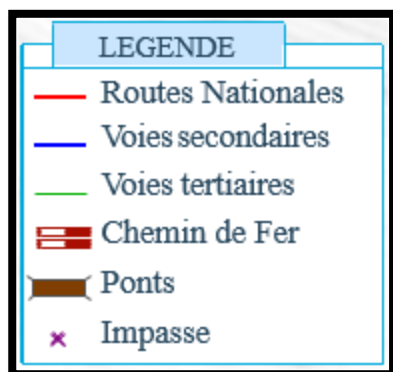 LEGENDE
Routes Nationales
Voies secondaires
Voies tertiaires
Chemin de Fer
Ponts
Impasse